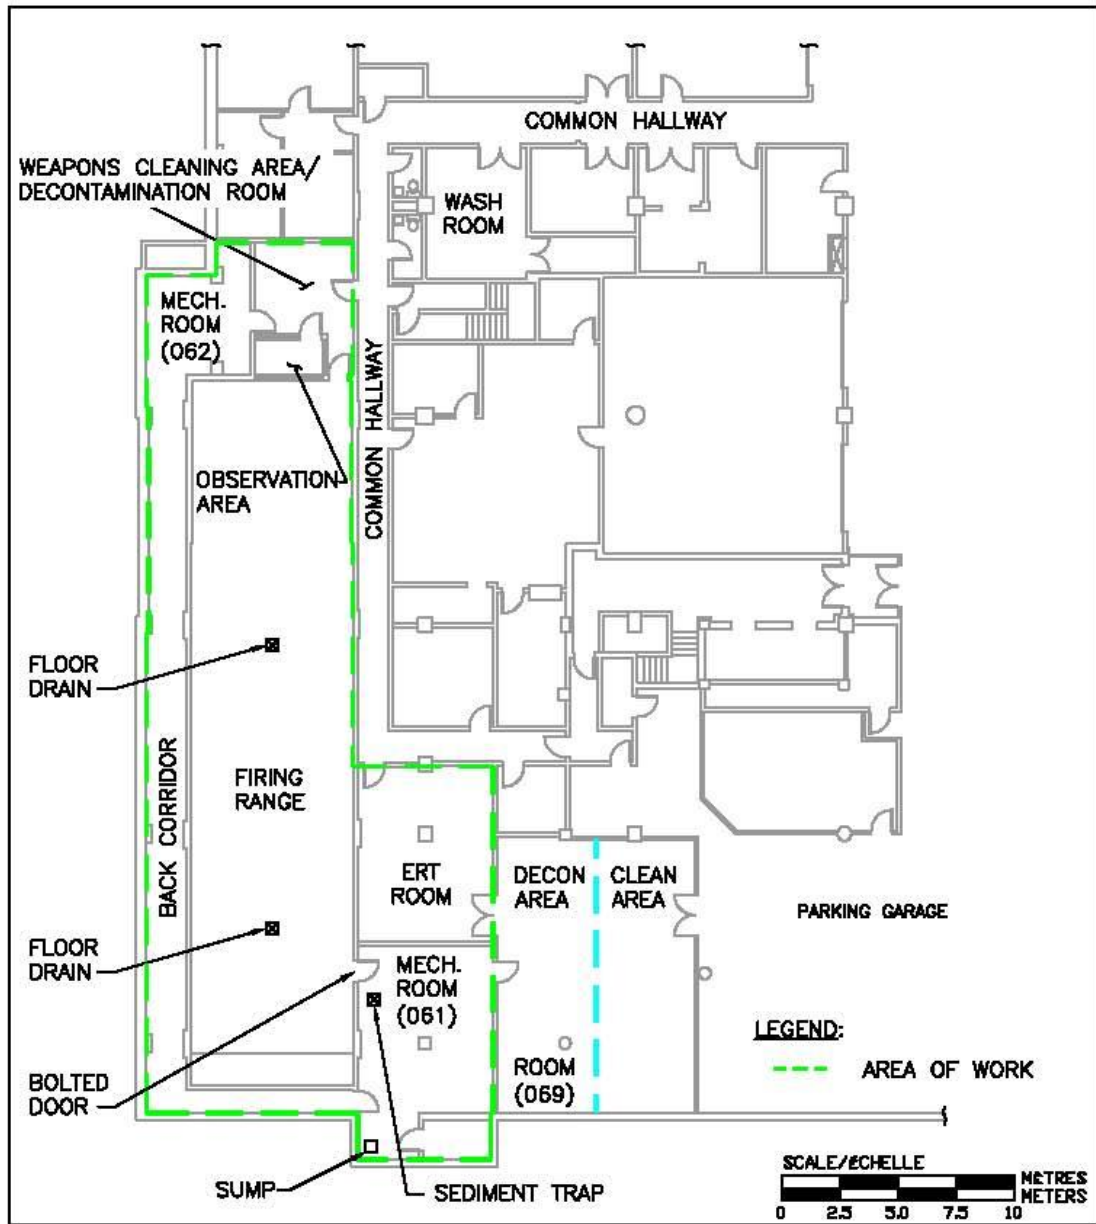 COMMON HALLWAY
WEAPONS CLEANING AREA/
DECONTAMINATION ROOM
WASH
ROOM
MECH.
ROOM
(062)
COMMON HALLWAY
OBSERVATION
AREA
FLOOR
DRAIN
BACK CORRIDOR
FIRING
RANGE
ERT
ROOM
DECON
AREA
CLEAN
AREA
PARKING GARAGE
FLOOR
DRAIN
MECH.
ROOM
(061)
LEGEND:
AREA OF WORK
ROOM
(069)
BOLTED
DOOR
SUMP
SEDIMENT TRAP
SCALE/ÉCHELLE
MÈTRES
METERS
0 2.5 5.0 7.5 10